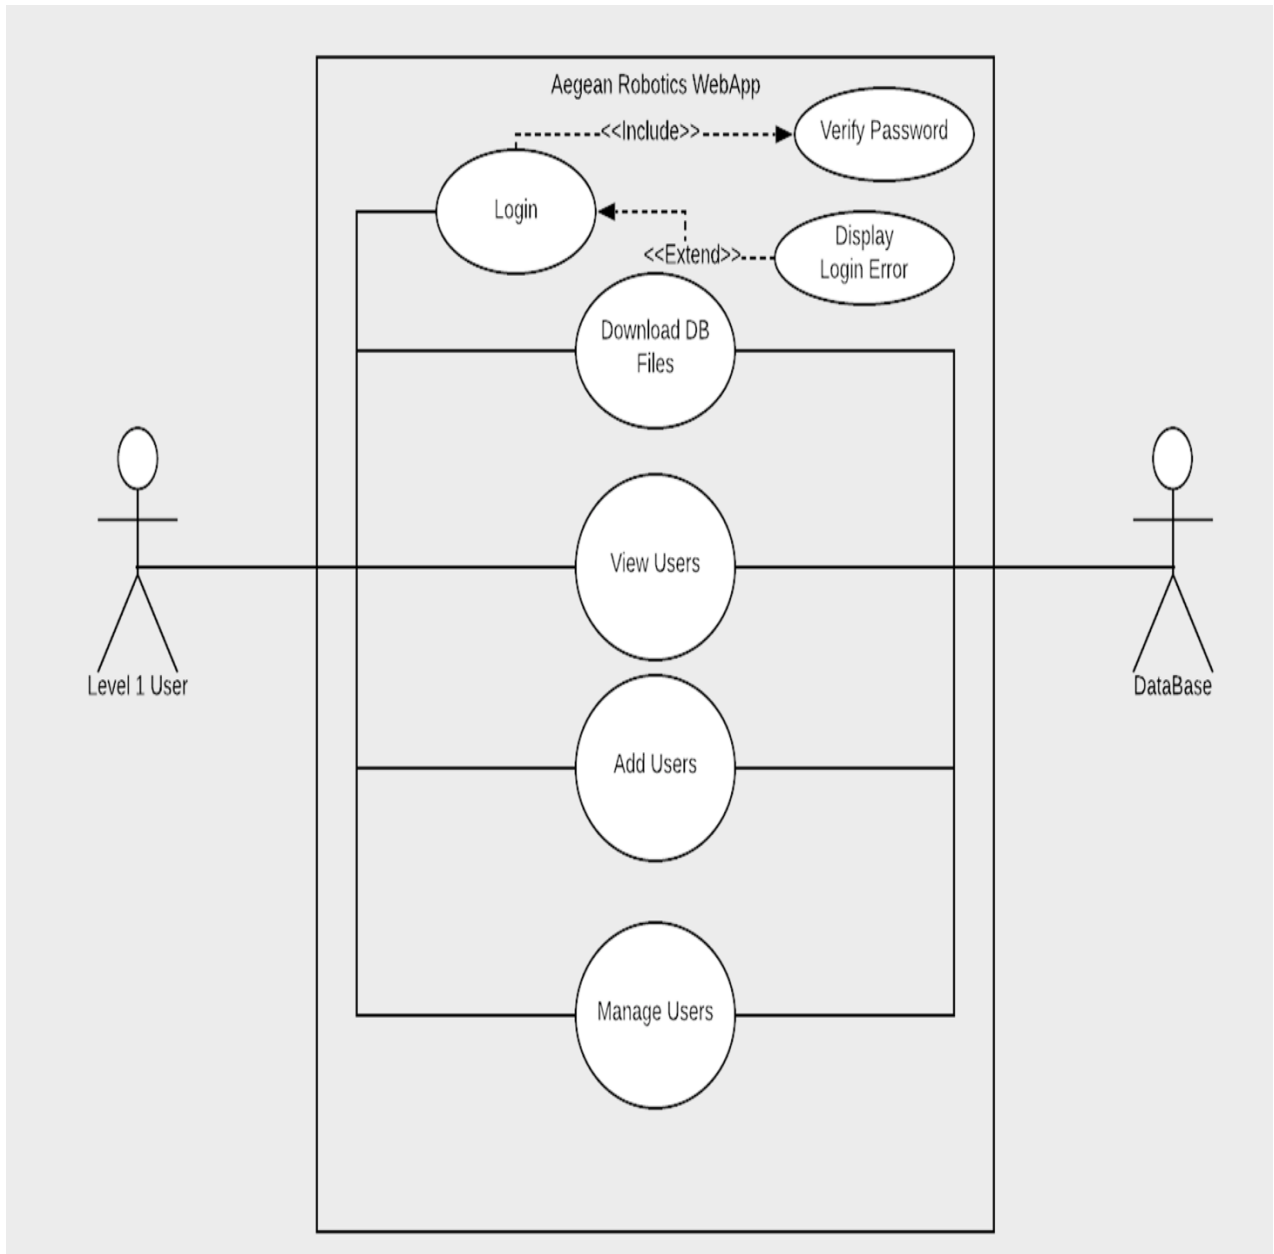 Aegean Robotics WebApp
<<Include>>
Verify Password
Login
<<Extend>>
Display
Login Error
Download DB
Files
View Users
Level 1 User
DataBase
Add Users
Manage Users